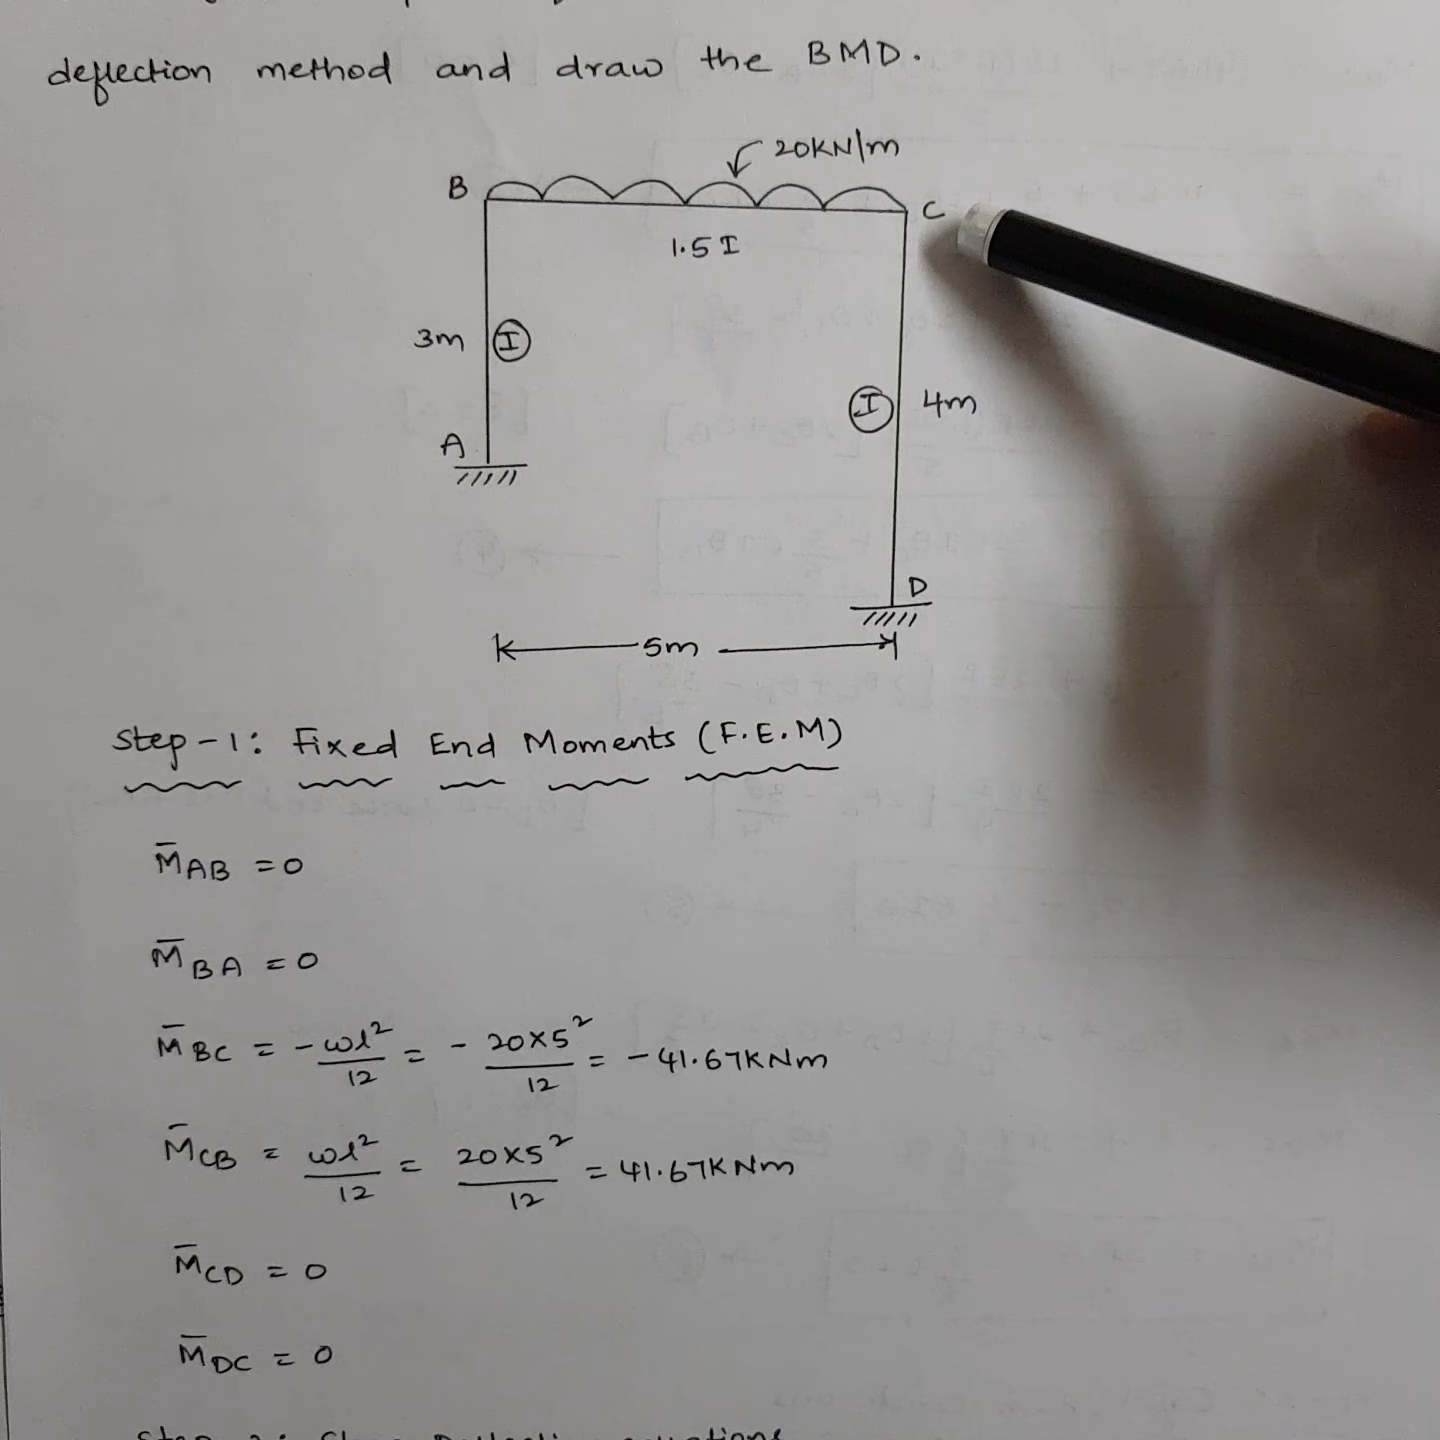 deflection method and draw the BMD.
20KN/m
B
C
1.5 I
3m
I
I
4m
A
D
5m
Step-1: Fixed End Moments (F.E.M)
M̅AB = 0
M̅BA = 0
M̅BC = -wl²/12 = - 20×5²/12 = -41.67KNm
M̅CB = wl²/12 = 20×5²/12 = 41.67KNm
M̅CD = 0
M̅DC = 0